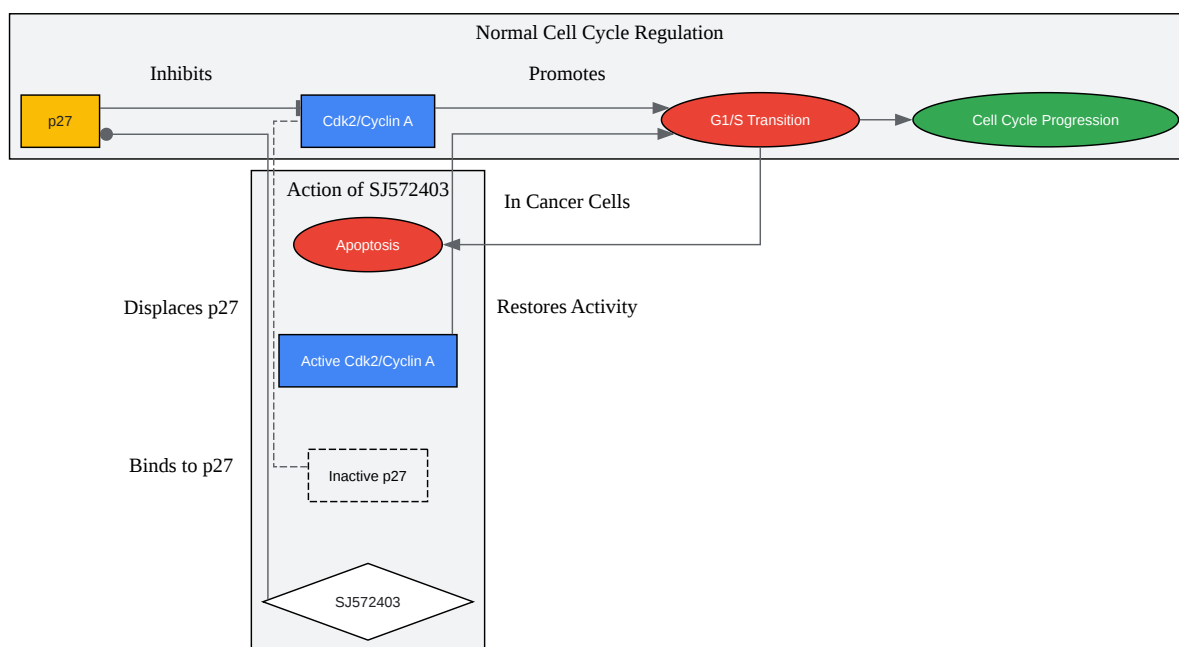 Normal Cell Cycle Regulation
Inhibits
Promotes
p27
Cdk2/Cyclin A
G1/S Transition
Cell Cycle Progression
Action of SJ572403
In Cancer Cells
Apoptosis
Displaces p27
Restores Activity
Active Cdk2/Cyclin A
Binds to p27
Inactive p27
SJ572403